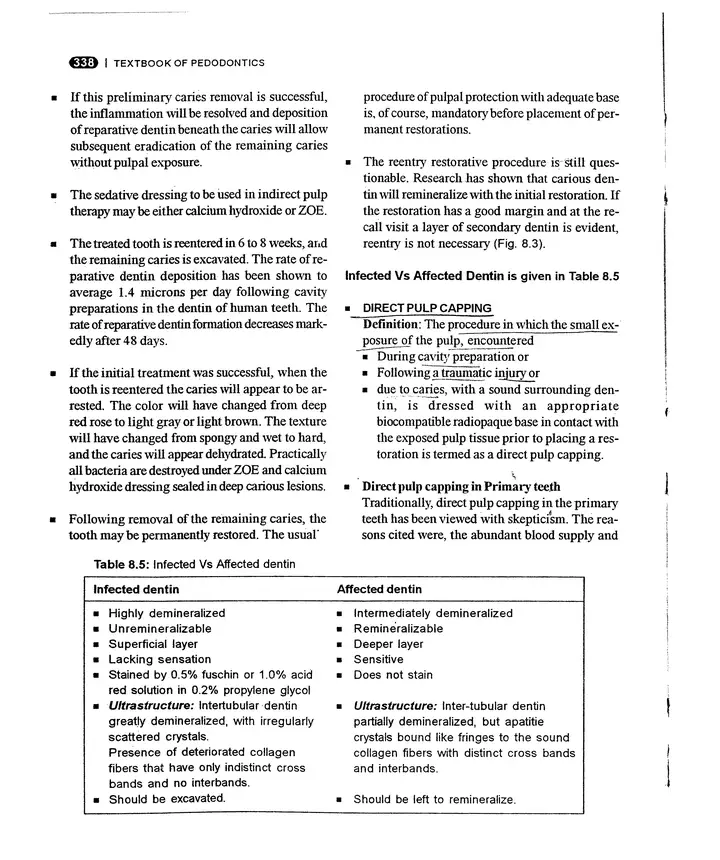 338 | TEXTBOOK OF PEDODONTICS
▪ If this preliminary caries removal is successful,
the inflammation will be resolved and deposition
of reparative dentin beneath the caries will allow
subsequent eradication of the remaining caries
without pulpal exposure.
▪ The sedative dressing to be used in indirect pulp
therapy may be either calcium hydroxide or ZOE.
▪ The treated tooth is reentered in 6 to 8 weeks, and
the remaining caries is excavated. The rate of re-
parative dentin deposition has been shown to
average 1.4 microns per day following cavity
preparations in the dentin of human teeth. The
rate of reparative dentin formation decreases mark-
edly after 48 days.
▪ If the initial treatment was successful, when the
tooth is reentered the caries will appear to be ar-
rested. The color will have changed from deep
red rose to light gray or light brown. The texture
will have changed from spongy and wet to hard,
and the caries will appear dehydrated. Practically
all bacteria are destroyed under ZOE and calcium
hydroxide dressing sealed in deep carious lesions.
▪ Following removal of the remaining caries, the
tooth may be permanently restored. The usual
procedure of pulpal protection with adequate base
is, of course, mandatory before placement of per-
manent restorations.
▪ The reentry restorative procedure is still ques-
tionable. Research has shown that carious den-
tin will remineralize with the initial restoration. If
the restoration has a good margin and at the re-
call visit a layer of secondary dentin is evident,
reentry is not necessary (Fig. 8.3).
Infected Vs Affected Dentin is given in Table 8.5
▪ DIRECT PULP CAPPING
Definition: The procedure in which the small ex-
posure of the pulp, encountered
▪ During cavity preparation or
▪ Following a traumatic injury or
▪ due to caries, with a sound surrounding den-
tin, is dressed with an appropriate
biocompatible radiopaque base in contact with
the exposed pulp tissue prior to placing a res-
toration is termed as a direct pulp capping.
▪ Direct pulp capping in Primary teeth
Traditionally, direct pulp capping in the primary
teeth has been viewed with skepticism. The rea-
sons cited were, the abundant blood supply and
Table 8.5: Infected Vs Affected dentin
Infected dentin
▪ Highly demineralized
▪ Unremineralizable
▪ Superficial layer
▪ Lacking sensation
▪ Stained by 0.5% fuschin or 1.0% acid
red solution in 0.2% propylene glycol
▪ Ultrastructure: Intertubular dentin
greatly demineralized, with irregularly
scattered crystals.
Presence of deteriorated collagen
fibers that have only indistinct cross
bands and no interbands.
▪ Should be excavated.
Affected dentin
▪ Intermediately demineralized
▪ Remineralizable
▪ Deeper layer
▪ Sensitive
▪ Does not stain
▪ Ultrastructure: Inter-tubular dentin
partially demineralized, but apatitie
crystals bound like fringes to the sound
collagen fibers with distinct cross bands
and interbands.
▪ Should be left to remineralize.